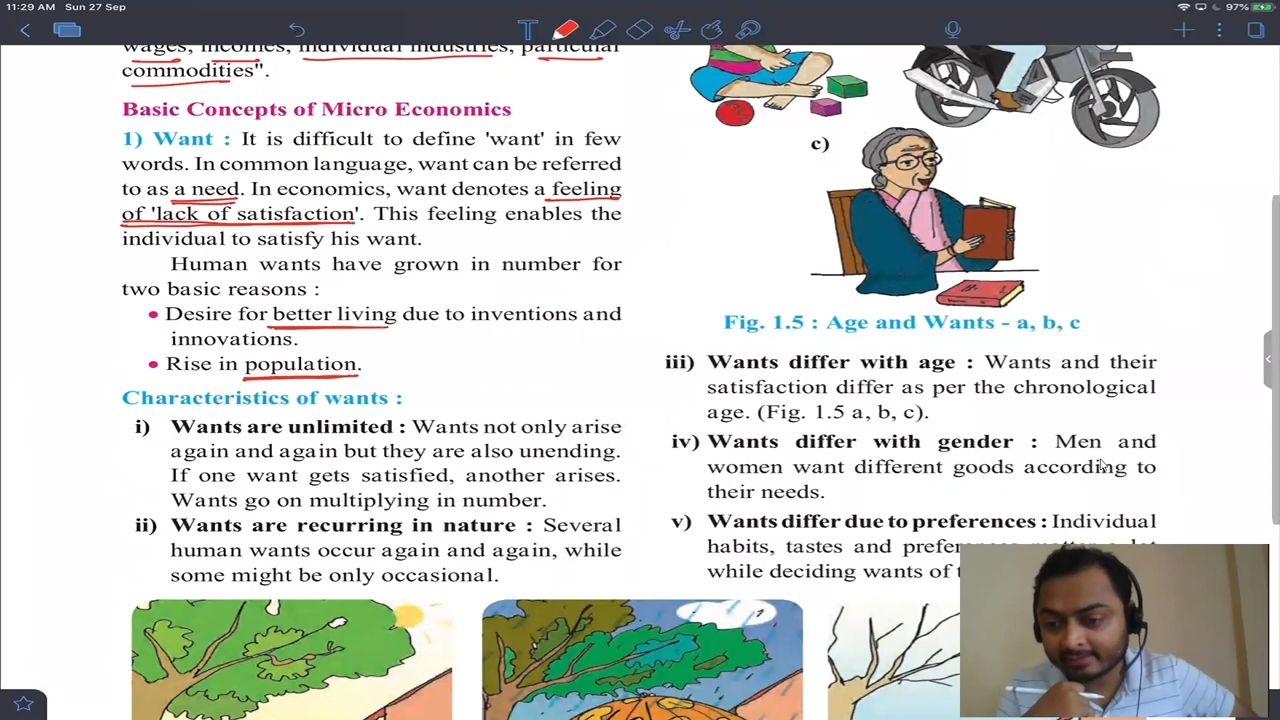 11:29 AM Sun 27 Sep
97%
wages, incomes, individual industries, particular
commodities".
Basic Concepts of Micro Economics
1) Want : It is difficult to define 'want' in few
words. In common language, want can be referred
to as a need. In economics, want denotes a feeling
of 'lack of satisfaction'. This feeling enables the
individual to satisfy his want.
Human wants have grown in number for
two basic reasons :
• Desire for better living due to inventions and
innovations.
• Rise in population.
Characteristics of wants :
i) Wants are unlimited : Wants not only arise
again and again but they are also unending.
If one want gets satisfied, another arises.
Wants go on multiplying in number.
ii) Wants are recurring in nature : Several
human wants occur again and again, while
some might be only occasional.
c)
Fig. 1.5 : Age and Wants - a, b, c
iii) Wants differ with age : Wants and their
satisfaction differ as per the chronological
age. (Fig. 1.5 a, b, c).
iv) Wants differ with gender : Men and
women want different goods according to
their needs.
v) Wants differ due to preferences : Individual
habits, tastes and
while deciding wants of